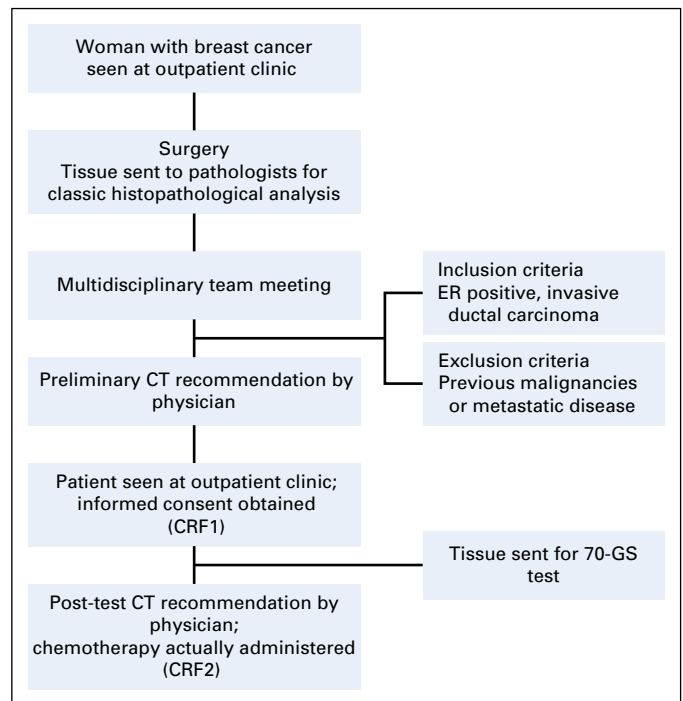 Woman with breast cancer
seen at outpatient clinic
Surgery
Tissue sent to pathologists for
classic histopathological analysis
Multidisciplinary team meeting
Inclusion criteria
ER positive, invasive
ductal carcinoma
Exclusion criteria
Previous malignancies
or metastatic disease
Preliminary CT recommendation by
physician
Patient seen at outpatient clinic;
informed consent obtained
(CRF1)
Tissue sent for 70-GS
test
Post-test CT recommendation by
physician;
chemotherapy actually administered
(CRF2)